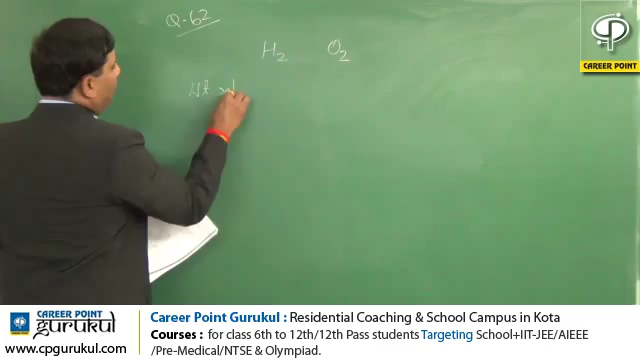 Q-62
H2 O2
Wt
CAREER POINT
CAREER POINT
gurukul
www.cpgurukul.com
Career Point Gurukul : Residential Coaching & School Campus in Kota
Courses : for class 6th to 12th/12th Pass students Targeting School+IIT-JEE/AIEEE
/Pre-Medical/NTSE & Olympiad.